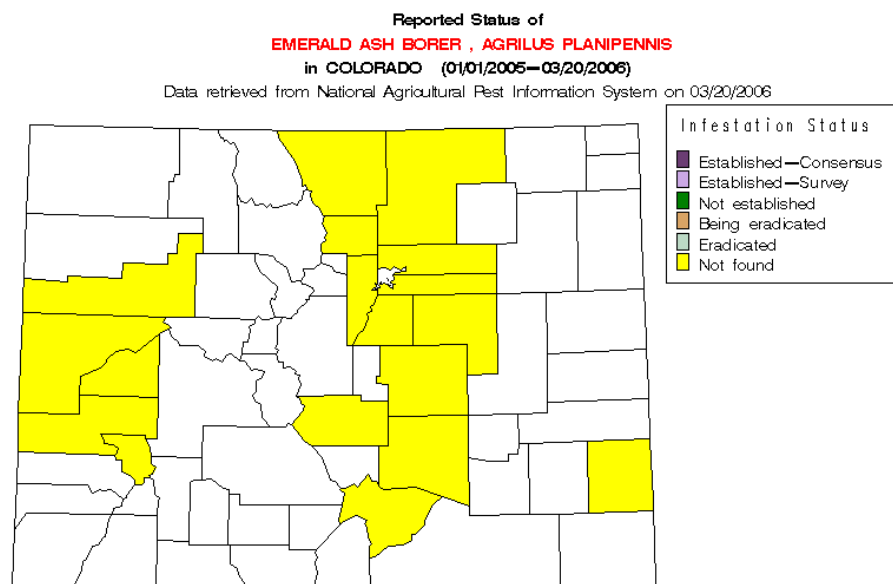 Reported Status of
EMERALD ASH BORER , AGRILUS PLANIPENNIS
in COLORADO (01/01/2005—03/20/2006)
Data retrieved from National Agricultural Pest Information System on 03/20/2006
Infestation Status
Established—Consensus
Established—Survey
Not established
Being eradicated
Eradicated
Not found